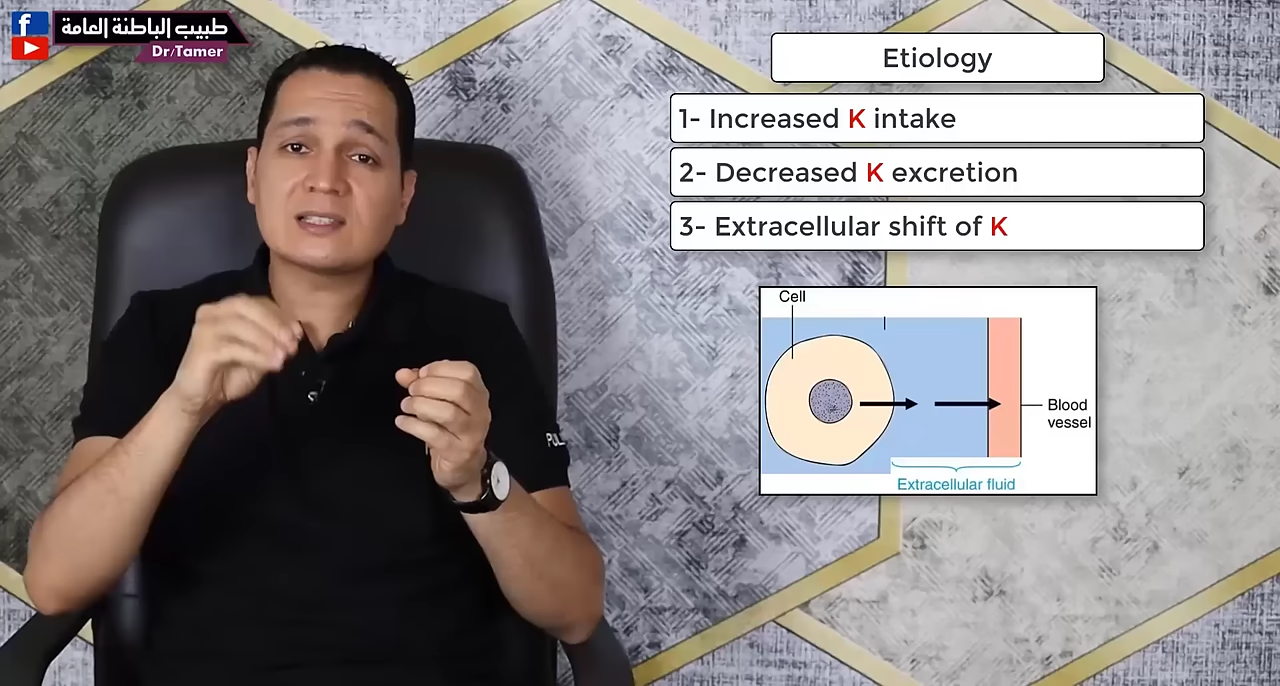 f
طبيب الباطنة العامة
Dr/Tamer
Etiology
1- Increased K intake
2- Decreased K excretion
3- Extracellular shift of K
Cell
Blood
vessel
Extracellular fluid